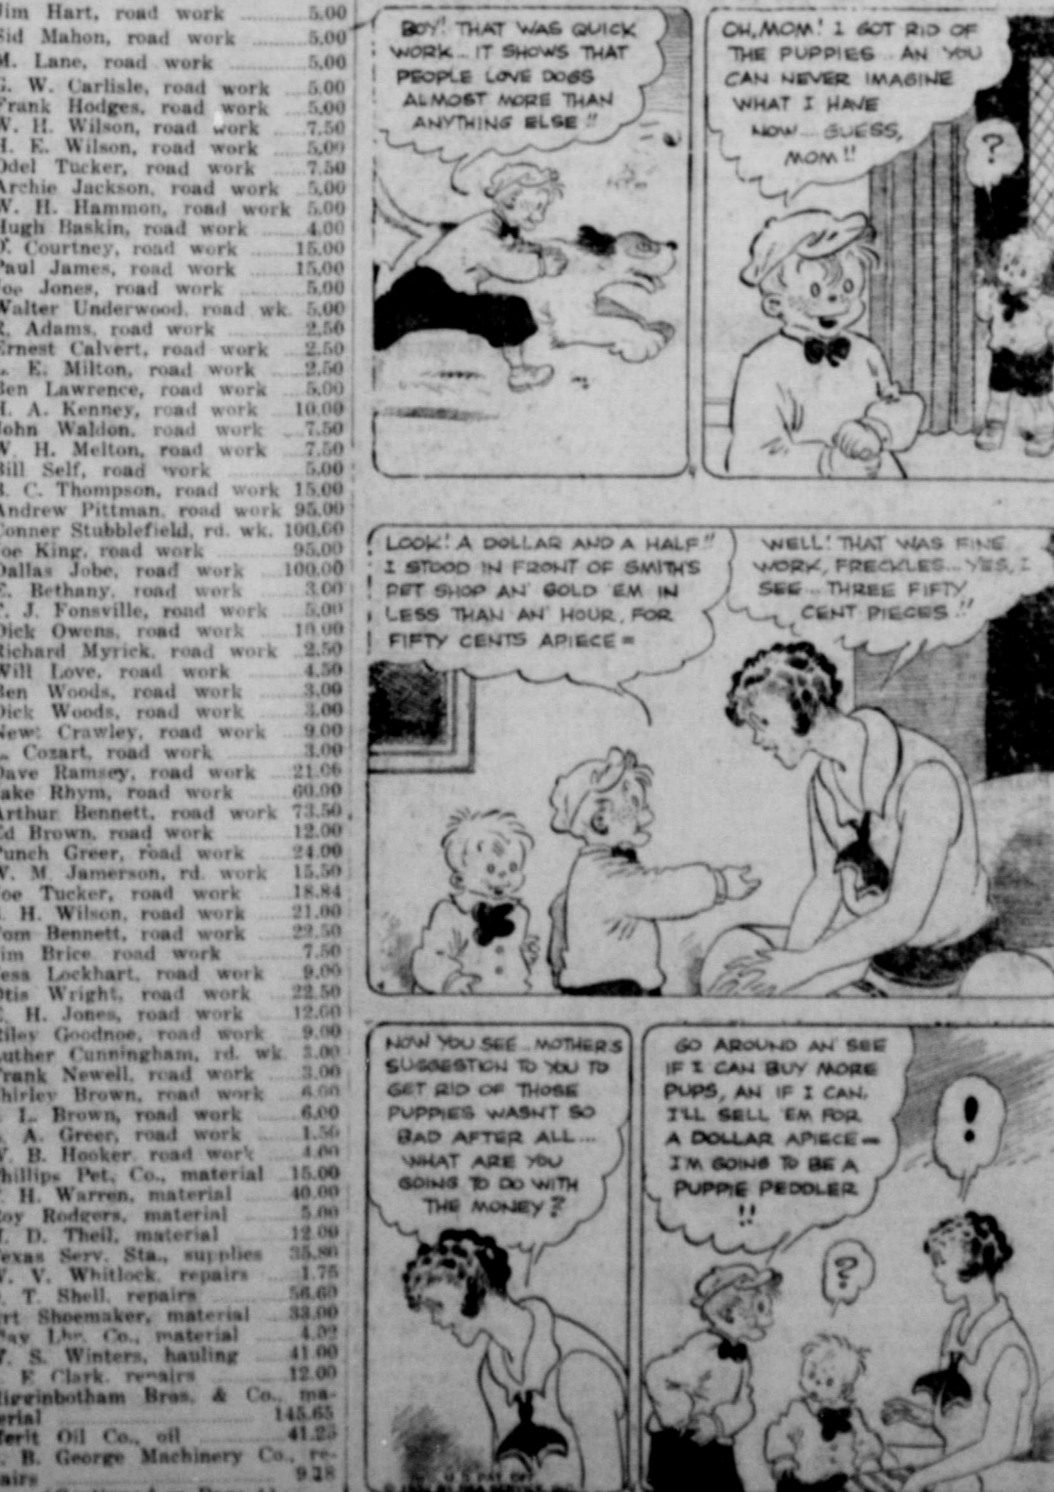 Jim Hart, road work 5.00
Sid Mahon, road work 5.00
M. Lane, road work 5.00
G. W. Carlisle, road work 5.00
Frank Hodges, road work 5.00
W. H. Wilson, road work 7.50
H. E. Wilson, road work 5.00
Odel Tucker, road work 7.50
Archie Jackson, road work 5.00
W. H. Hammon, road work 5.00
Hugh Baskin, road work 4.00
Courtney, road work 15.00
Paul James, road work 15.00
Joe Jones, road work 5.00
Walter Underwood, road wk. 5.00
R. Adams, road work 2.50
Ernest Calvert, road work 2.50
E. Milton, road work 2.50
Ben Lawrence, road work 5.00
H. A. Kenney, road work 10.00
John Waldon, road work 7.50
W. H. Melton, road work 7.50
Bill Self, road work 5.00
C. Thompson, road work 15.00
Andrew Pittman, road work 95.00
Conner Stubblefield, rd. wk. 100.00
Joe King, road work 95.00
Dallas Jobe, road work 100.00
E. Bethany, road work 3.00
J. Fonsville, road work 5.00
Dick Owens, road work 10.00
Richard Myrick, road work 2.50
Will Love, road work 4.50
Ben Woods, road work 3.00
Dick Woods, road work 3.00
Newt Crawley, road work 9.00
Cozart, road work 3.00
Dave Ramsey, road work 21.00
Jake Rhym, road work 60.00
Arthur Bennett, road work 73.50
Ed Brown, road work 12.00
Punch Greer, road work 24.00
W. M. Jamerson, rd. work 15.50
Joe Tucker, road work 18.84
H. Wilson, road work 21.00
Tom Bennett, road work 22.50
Jim Brice, road work 7.50
Jess Lockhart, road work 9.00
Otis Wright, road work 22.50
H. Jones, road work 12.00
Riley Goodnoe, road work 9.00
Luther Cunningham, rd. wk. 3.00
Frank Newell, road work 3.00
Shirley Brown, road work 6.00
L. Brown, road work 6.00
A. Greer, road work 1.50
W. B. Hooker, road work 4.00
Phillips Pet. Co., material 15.00
H. Warren, material 40.00
Roy Rodgers, material 5.00
D. Theil, material 12.00
Texas Serv. Sta., supplies 35.80
W. V. Whitlock, repairs 1.75
T. Shell, repairs 56.60
Art Shoemaker, material 33.00
Lbr. Co., material
W. S. Winters, hauling 41.00
F. Clark, repairs 12.00
Higginbotham Bros. & Co., ma-
terial 145.65
Merit Oil Co., oil 41.25
B. George Machinery Co., re-
pairs 9.18
BOY! THAT WAS QUICK
WORK... IT SHOWS THAT
PEOPLE LOVE DOGS
ALMOST MORE THAN
ANYTHING ELSE!!
OH, MOM! I GOT RID OF
THE PUPPIES.. AN' YOU
CAN NEVER IMAGINE
WHAT I HAVE
NOW... GUESS,
MOM!!
?
LOOK! A DOLLAR AND A HALF!!
I STOOD IN FRONT OF SMITH'S
PET SHOP AN' SOLD 'EM IN
LESS THAN AN' HOUR, FOR
FIFTY CENTS APIECE =
WELL! THAT WAS FINE
WORK, FRECKLES... YES, I
SEE... THREE FIFTY
CENT PIECES!!
NOW YOU SEE... MOTHER'S
SUGGESTION TO YOU TO
GET RID OF THOSE
PUPPIES WASN'T SO
BAD AFTER ALL...
WHAT ARE YOU
GOING TO DO WITH
THE MONEY?
GO AROUND AN' SEE
IF I CAN BUY MORE
PUPS, AN IF I CAN,
I'LL SELL 'EM FOR
A DOLLAR APIECE =
I'M GOING TO BE A
PUPPIE PEDDLER
!!
!
?